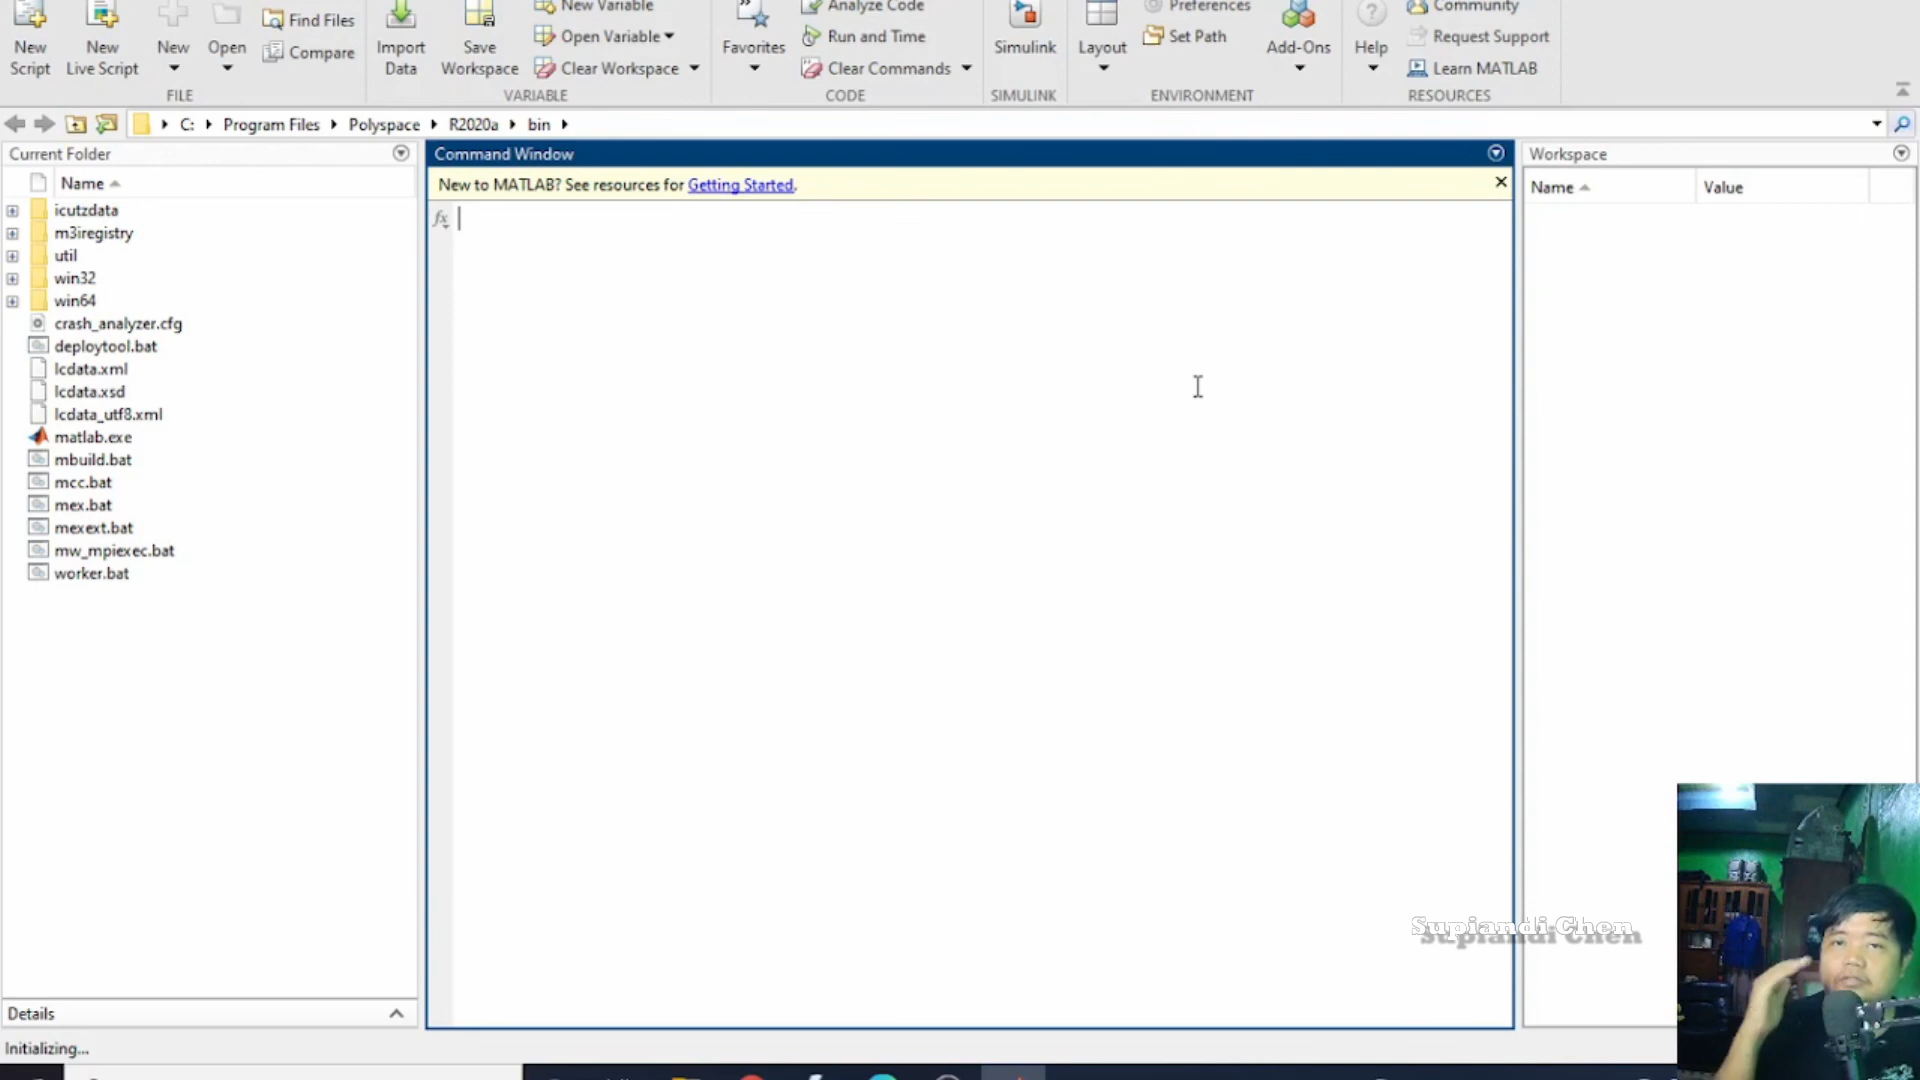 New Script
New Live Script
New
Open
Find Files
Compare
FILE
Import Data
Save Workspace
New Variable
Open Variable
Clear Workspace
VARIABLE
Favorites
Analyze Code
Run and Time
Clear Commands
CODE
Simulink
SIMULINK
Layout
Preferences
Set Path
Add-Ons
ENVIRONMENT
Help
Community
Request Support
Learn MATLAB
RESOURCES
C: Program Files Polyspace R2020a bin
Current Folder
Name
icutzdata
m3iregistry
util
win32
win64
crash_analyzer.cfg
deploytool.bat
lcdata.xml
lcdata.xsd
lcdata_utf8.xml
matlab.exe
mbuild.bat
mcc.bat
mex.bat
mexext.bat
mw_mpiexec.bat
worker.bat
Details
Initializing...
Command Window
New to MATLAB? See resources for Getting Started.
fx
Workspace
Name Value
Supiandi Chen